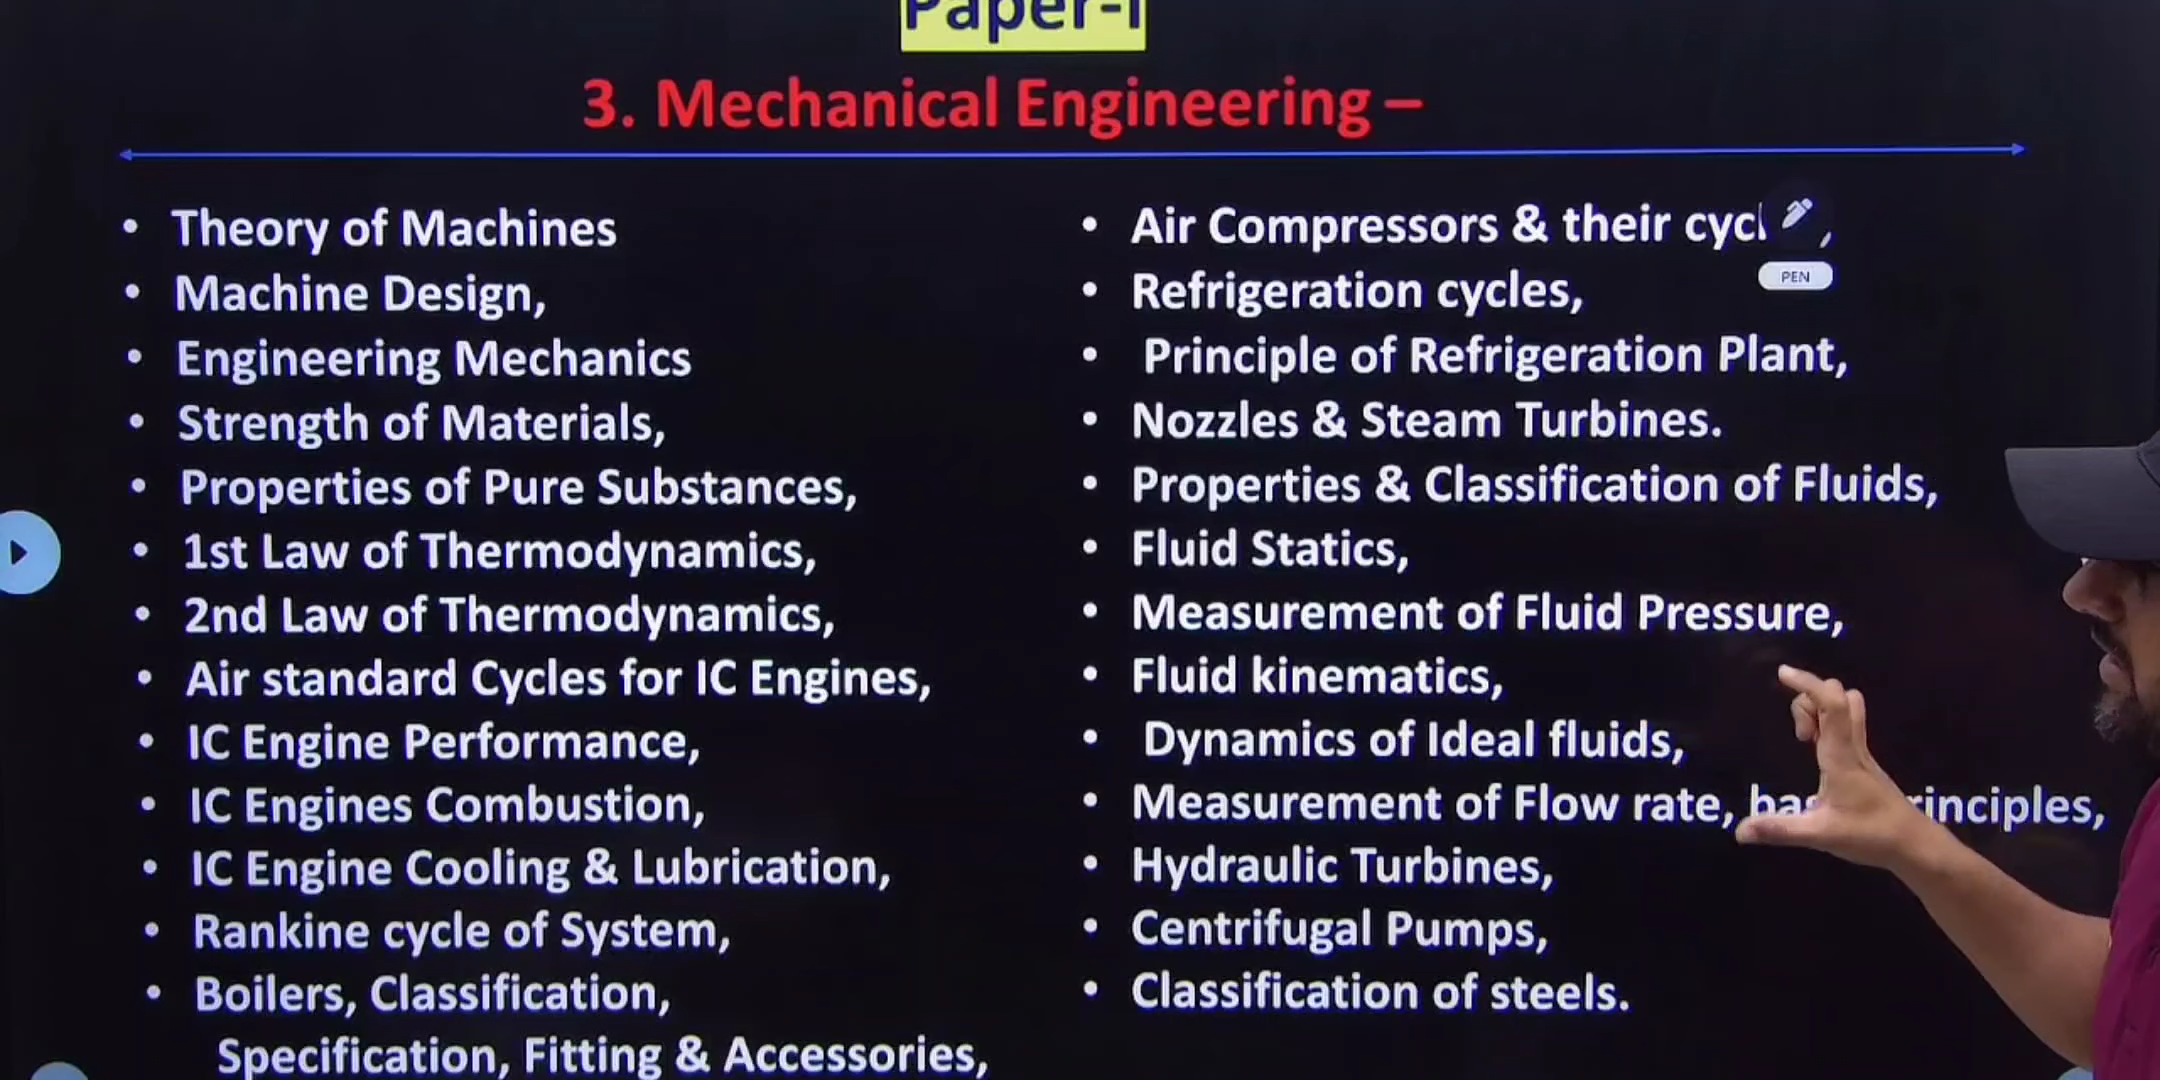 Paper-I
3. Mechanical Engineering –
• Theory of Machines
• Machine Design,
• Engineering Mechanics
• Strength of Materials,
• Properties of Pure Substances,
• 1st Law of Thermodynamics,
• 2nd Law of Thermodynamics,
• Air standard Cycles for IC Engines,
• IC Engine Performance,
• IC Engines Combustion,
• IC Engine Cooling & Lubrication,
• Rankine cycle of System,
• Boilers, Classification,
Specification, Fitting & Accessories,
• Air Compressors & their
PEN
• Refrigeration cycles,
• Principle of Refrigeration Plant,
• Nozzles & Steam Turbines.
• Properties & Classification of Fluids,
• Fluid Statics,
• Measurement of Fluid Pressure,
• Fluid kinematics,
• Dynamics of Ideal fluids,
• Measurement of Flow rate,
• Hydraulic Turbines,
• Centrifugal Pumps,
• Classification of steels.